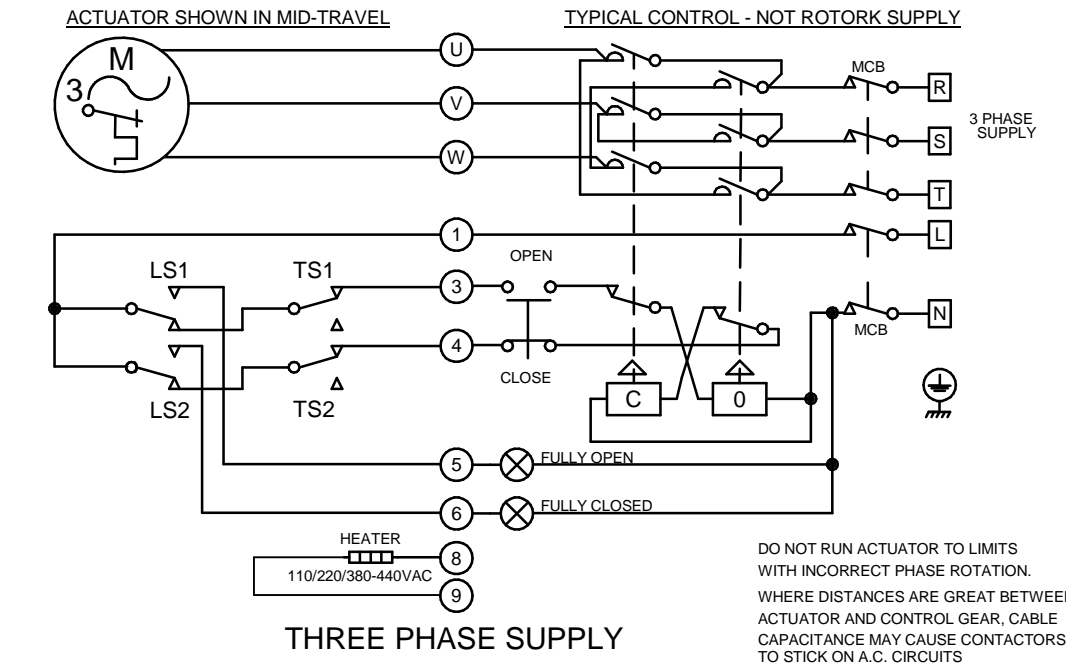 ACTUATOR SHOWN IN MID-TRAVEL
TYPICAL CONTROL - NOT ROTORK SUPPLY
M
3
U
V
W
MCB
R
S
T
3 PHASE
SUPPLY
1
L
LS1
TS1
3
OPEN
N
MCB
4
CLOSE
LS2
TS2
C
0
5
FULLY OPEN
6
FULLY CLOSED
HEATER
110/220/380-440VAC
8
9
THREE PHASE SUPPLY
DO NOT RUN ACTUATOR TO LIMITS
WITH INCORRECT PHASE ROTATION.
WHERE DISTANCES ARE GREAT BETWEEN
ACTUATOR AND CONTROL GEAR, CABLE
CAPACITANCE MAY CAUSE CONTACTORS
TO STICK ON A.C. CIRCUITS